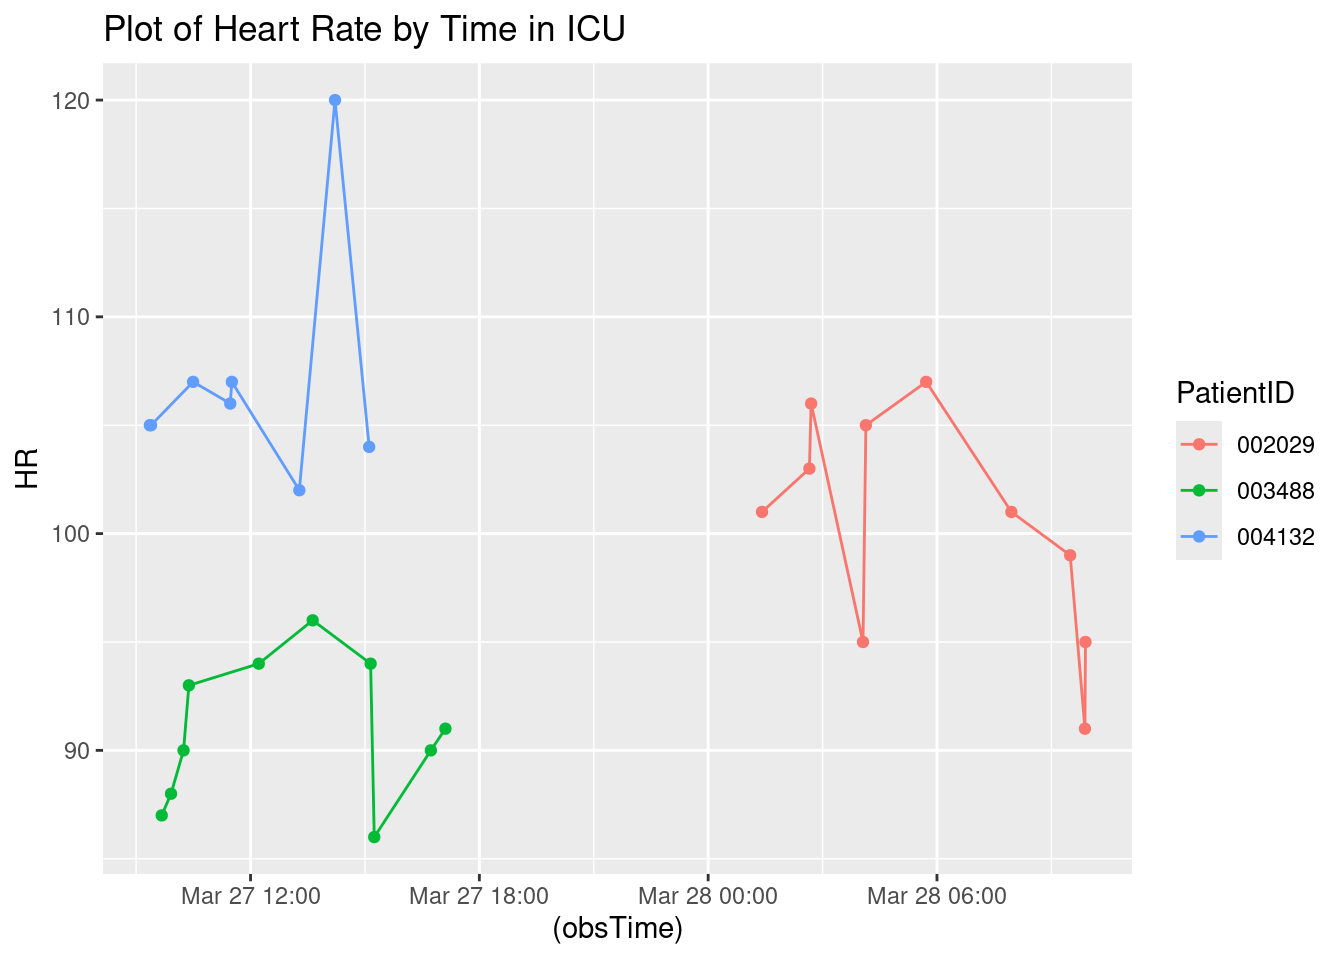 Plot of Heart Rate by Time in ICU
120
110
100
90
HR
Mar 27 12:00
Mar 27 18:00
Mar 28 00:00
Mar 28 06:00
(obsTime)
PatientID
002029
003488
004132